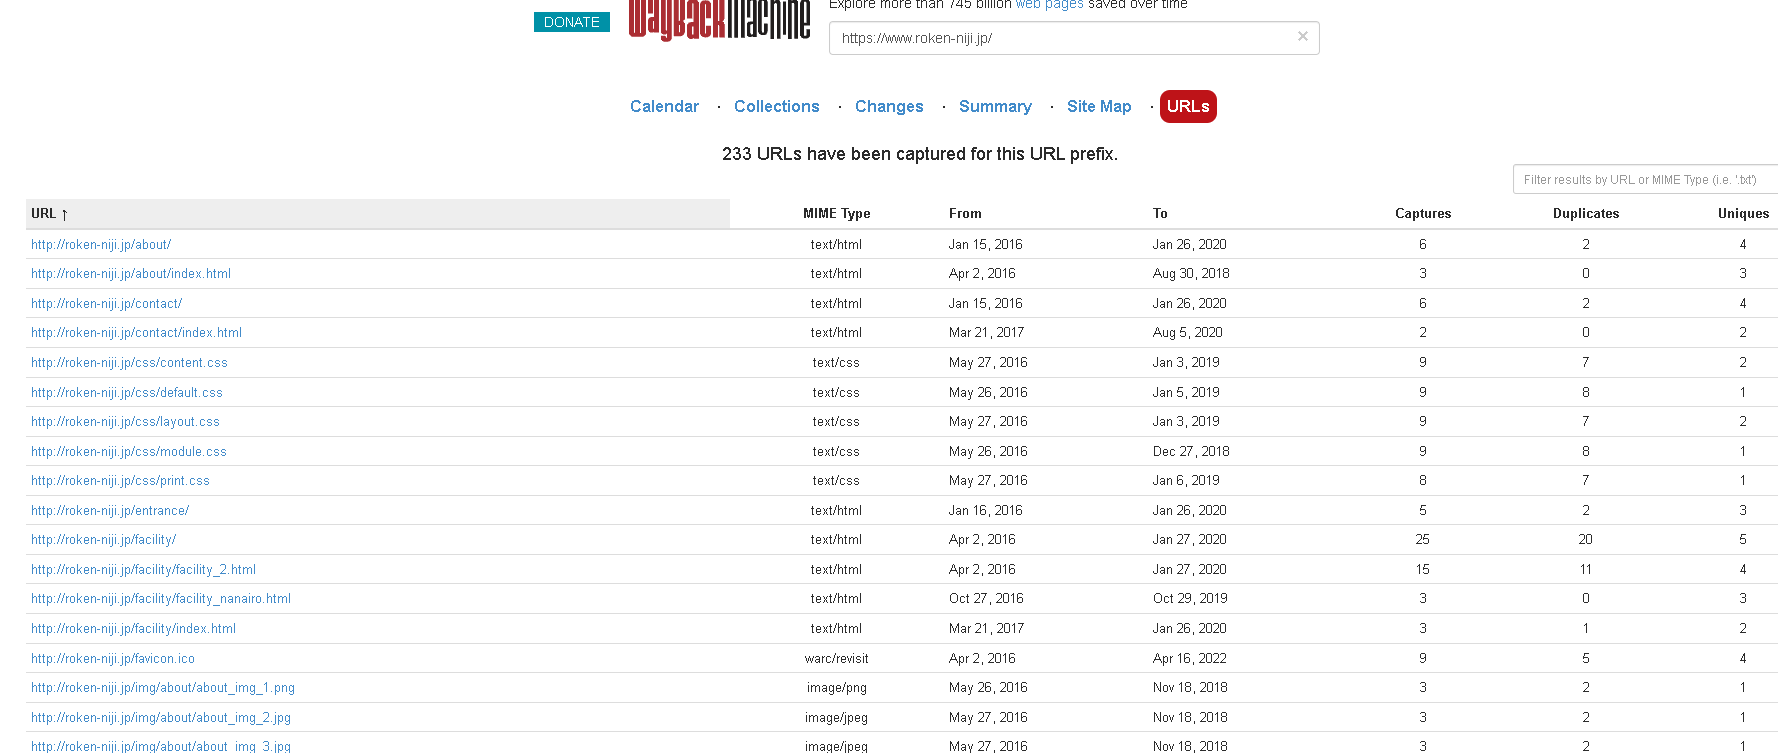 Explore more than 745 billion web pages saved over time
DONATE
WayBackMachine
https://www.roken-niji.jp/ ×
Calendar · Collections · Changes · Summary · Site Map · URLs
233 URLs have been captured for this URL prefix.
Filter results by URL or MIME Type (i.e. '.txt')
URL ↑ MIME Type From To Captures Duplicates Uniques
http://roken-niji.jp/about/ text/html Jan 15, 2016 Jan 26, 2020 6 2 4
http://roken-niji.jp/about/index.html text/html Apr 2, 2016 Aug 30, 2018 3 0 3
http://roken-niji.jp/contact/ text/html Jan 15, 2016 Jan 26, 2020 6 2 4
http://roken-niji.jp/contact/index.html text/html Mar 21, 2017 Aug 5, 2020 2 0 2
http://roken-niji.jp/css/content.css text/css May 27, 2016 Jan 3, 2019 9 7 2
http://roken-niji.jp/css/default.css text/css May 26, 2016 Jan 5, 2019 9 8 1
http://roken-niji.jp/css/layout.css text/css May 27, 2016 Jan 3, 2019 9 7 2
http://roken-niji.jp/css/module.css text/css May 26, 2016 Dec 27, 2018 9 8 1
http://roken-niji.jp/css/print.css text/css May 27, 2016 Jan 6, 2019 8 7 1
http://roken-niji.jp/entrance/ text/html Jan 16, 2016 Jan 26, 2020 5 2 3
http://roken-niji.jp/facility/ text/html Apr 2, 2016 Jan 27, 2020 25 20 5
http://roken-niji.jp/facility/facility_2.html text/html Apr 2, 2016 Jan 27, 2020 15 11 4
http://roken-niji.jp/facility/facility_nanairo.html text/html Oct 27, 2016 Oct 29, 2019 3 0 3
http://roken-niji.jp/facility/index.html text/html Mar 21, 2017 Jan 26, 2020 3 1 2
http://roken-niji.jp/favicon.ico warc/revisit Apr 2, 2016 Apr 16, 2022 9 5 4
http://roken-niji.jp/img/about/about_img_1.png image/png May 26, 2016 Nov 18, 2018 3 2 1
http://roken-niji.jp/img/about/about_img_2.jpg image/jpeg May 27, 2016 Nov 18, 2018 3 2 1
http://roken-niji.jp/img/about/about_img_3.jpg image/jpeg May 27, 2016 Nov 18, 2018 3 2 1